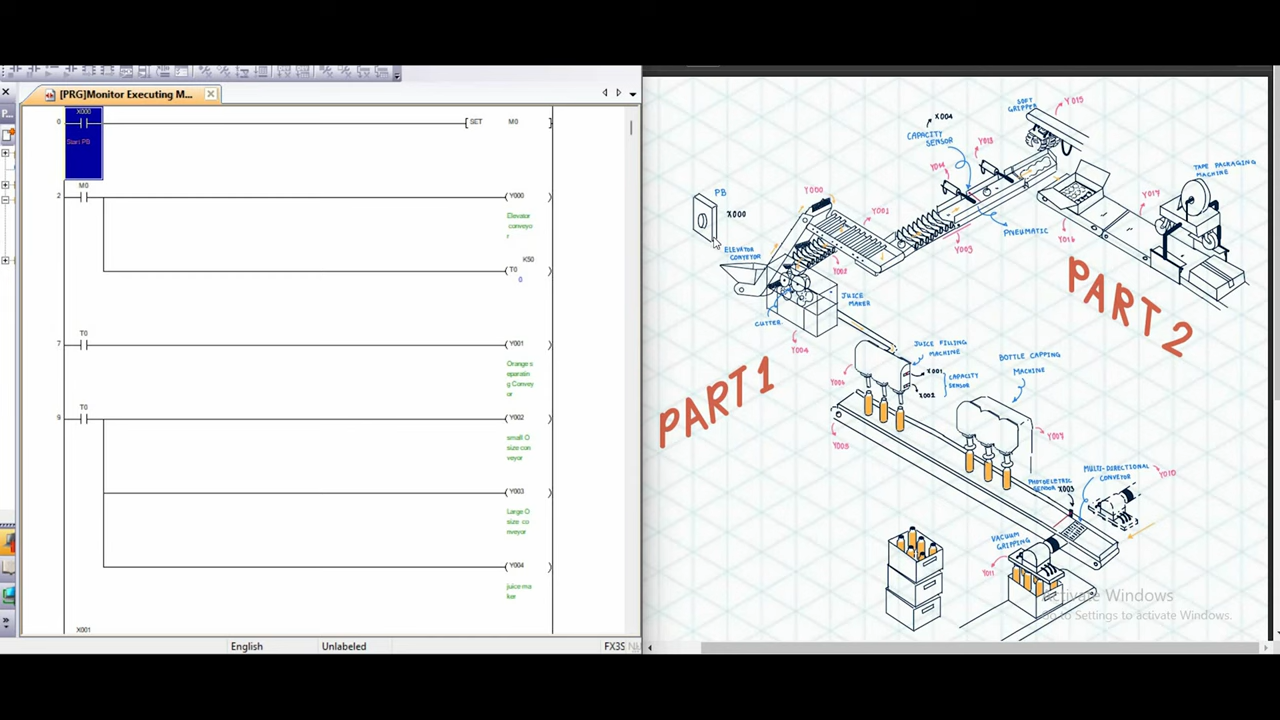 [PRG]Monitor Executing M...
X000
0
SET M0
Start PB
M0
2
Y000
Elevator
conveyo
r
K50
T0
0
T0
7
Y001
Orange s
eparatin
g Convey
or
T0
9
Y002
small O
size con
veyor
Y003
Large O
size co
nveyor
Y004
juice ma
ker
X001
English
Unlabeled
FX3S
SOFT
GRIPPER
Y015
X004
CAPACITY
SENSOR
Y013
Y014
TAPE PACKAGING
MACHINE
PB
X000
Y000
Y001
Y017
PNEUMATIC
Y016
Y003
ELEVATOR
CONVEYOR
Y002
PART 2
JUICE
MAKER
CUTTER
Y004
JUICE FILLING
MACHINE
BOTTLE CAPPING
MACHINE
X001
X002
CAPACITY
SENSOR
PART 1
Y005
MULTI-DIRECTIONAL
CONVEYOR
Y010
PHOTOELETRIC
SENSOR X003
VACUUM
GRIPPING
Y011
Activate Windows
Go to Settings to activate Windows.